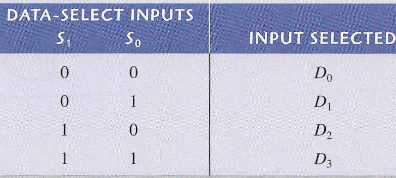 DATA-SELECT INPUTS
S₁ S₀ INPUT SELECTED
0 0 D₀
0 1 D₁
1 0 D₂
1 1 D₃